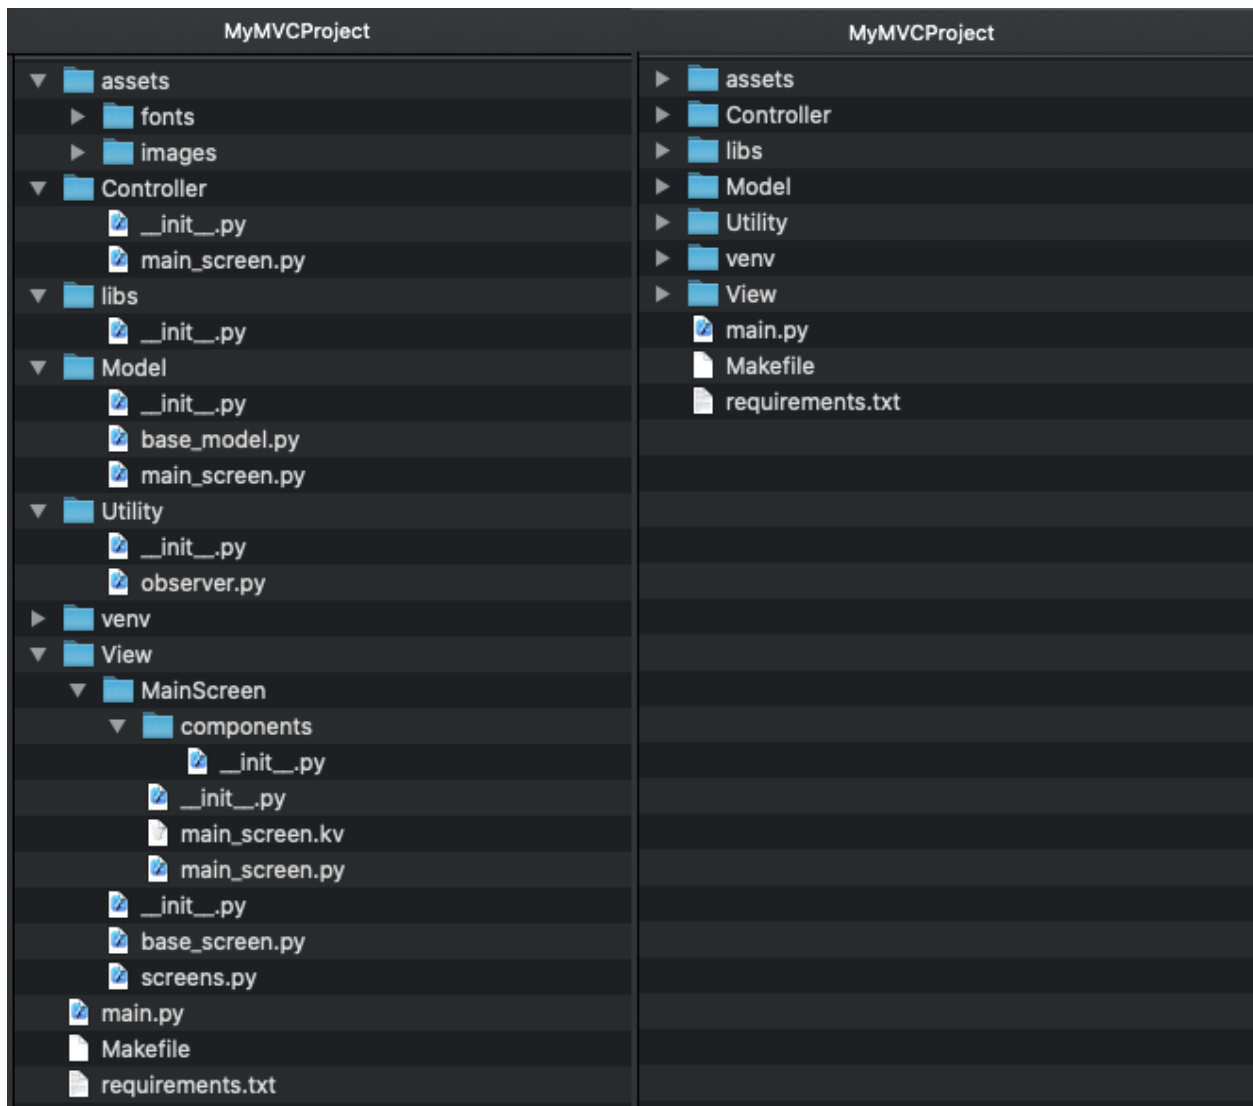 MyMVCProject
assets
fonts
images
Controller
__init__.py
main_screen.py
libs
__init__.py
Model
__init__.py
base_model.py
main_screen.py
Utility
__init__.py
observer.py
venv
View
MainScreen
components
__init__.py
__init__.py
main_screen.kv
main_screen.py
__init__.py
base_screen.py
screens.py
main.py
Makefile
requirements.txt
MyMVCProject
assets
Controller
libs
Model
Utility
venv
View
main.py
Makefile
requirements.txt